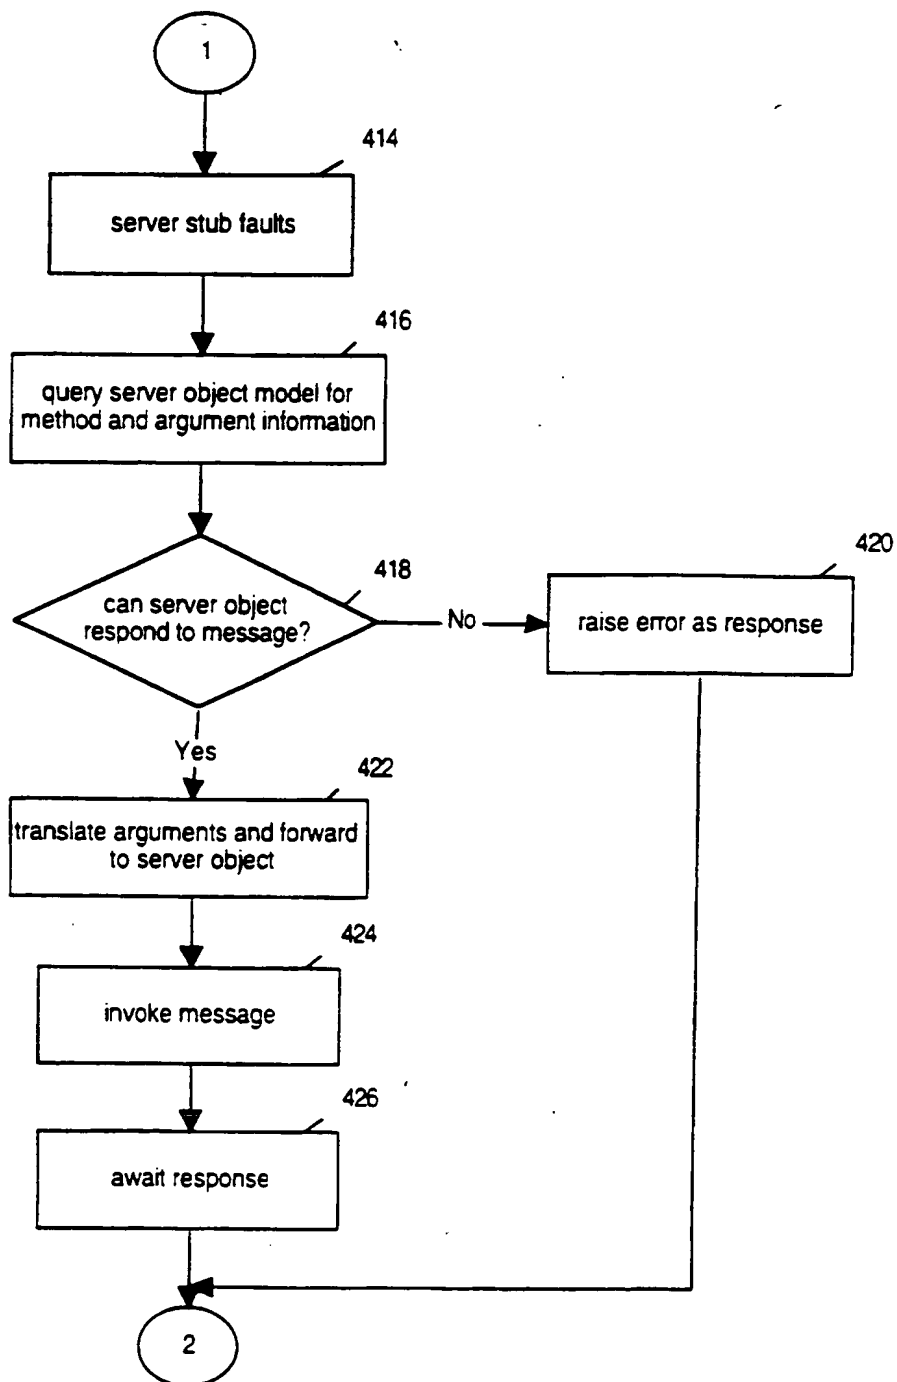 1
414
server stub faults
416
query server object model for
method and argument information
418
can server object
respond to message?
No
420
raise error as response
Yes
422
translate arguments and forward
to server object
424
invoke message
426
await response
2